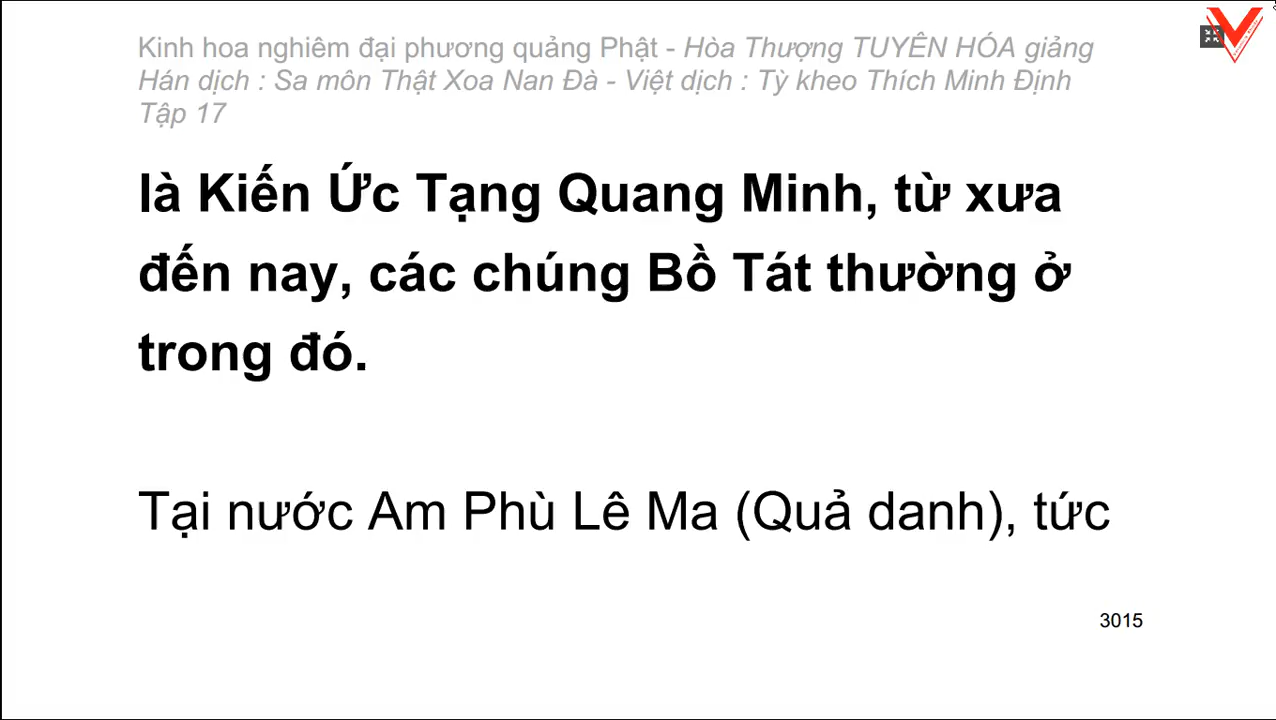 Kinh hoa nghiêm đại phương quảng Phật - Hòa Thượng TUYÊN HÓA giảng
Hán dịch : Sa môn Thật Xoa Nan Đà - Việt dịch : Tỳ kheo Thích Minh Định
Tập 17
là Kiến Ức Tạng Quang Minh, từ xưa
đến nay, các chúng Bồ Tát thường ở
trong đó.
Tại nước Am Phù Lê Ma (Quả danh), tức
3015